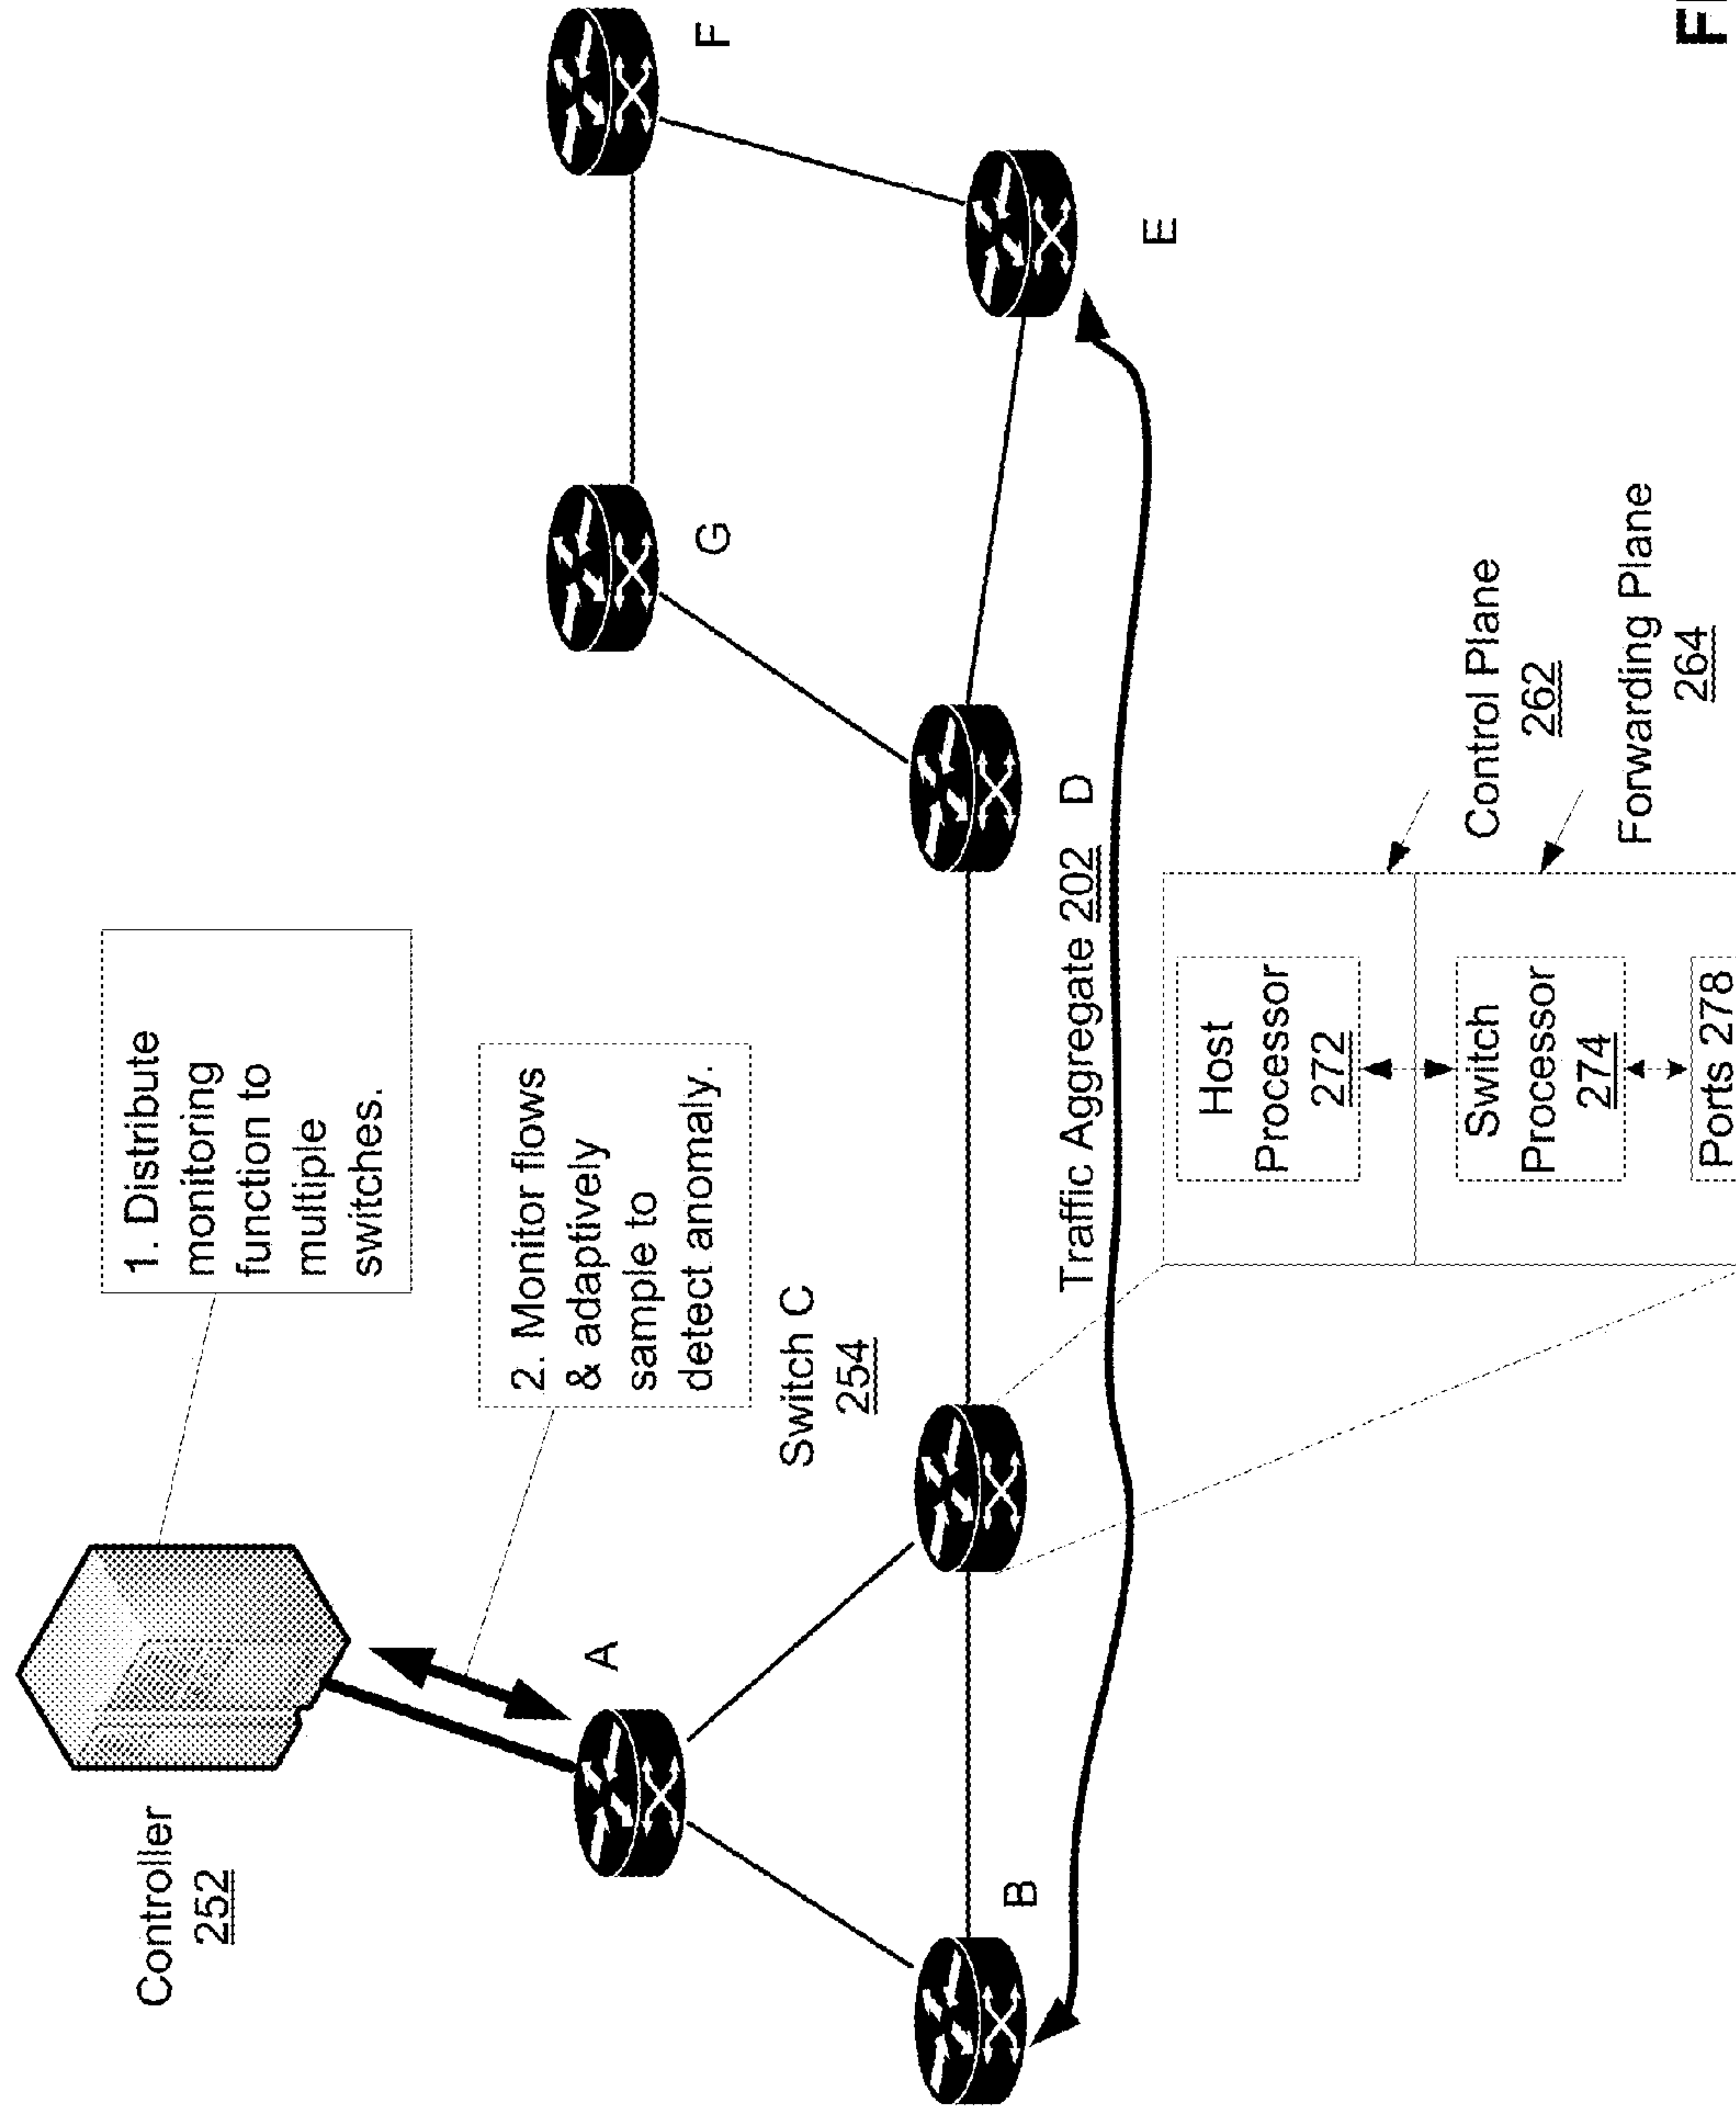 Controller
252
1. Distribute
monitoring
function to
multiple
switches.
2. Monitor flows
& adaptively
sample to
detect anomaly.
A
G
F
Switch C
254
B
Traffic Aggregate 202
D
E
Host
Processor
272
Control Plane
262
Switch
Processor
274
Forwarding Plane
264
Ports 278